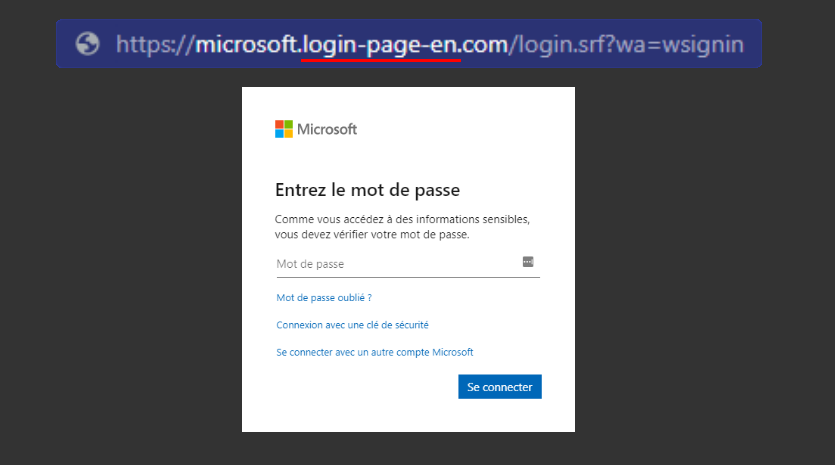 https://microsoft.login-page-en.com/login.srf?wa=wsignin
Microsoft
Entrez le mot de passe
Comme vous accédez à des informations sensibles,
vous devez vérifier votre mot de passe.
Mot de passe
Mot de passe oublié ?
Connexion avec une clé de sécurité
Se connecter avec un autre compte Microsoft
Se connecter